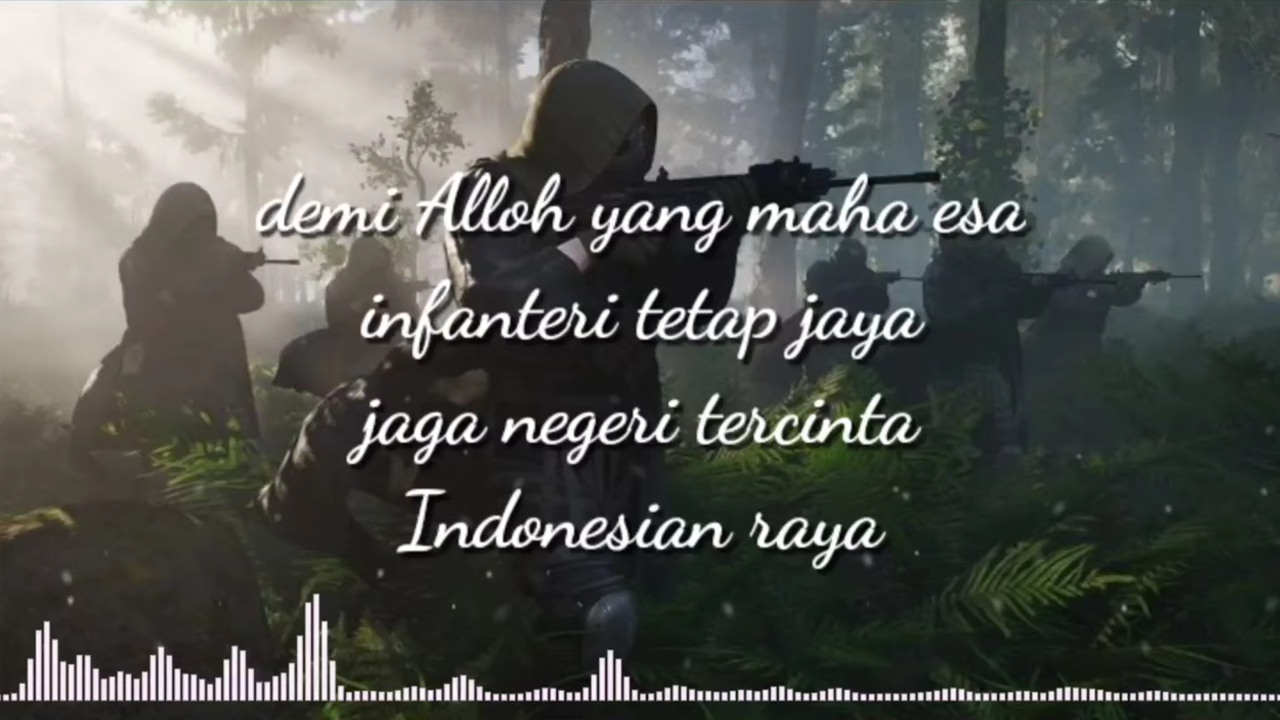 demi Alloh yang maha esa
infanteri tetap jaya
jaga negeri tercinta
Indonesian raya